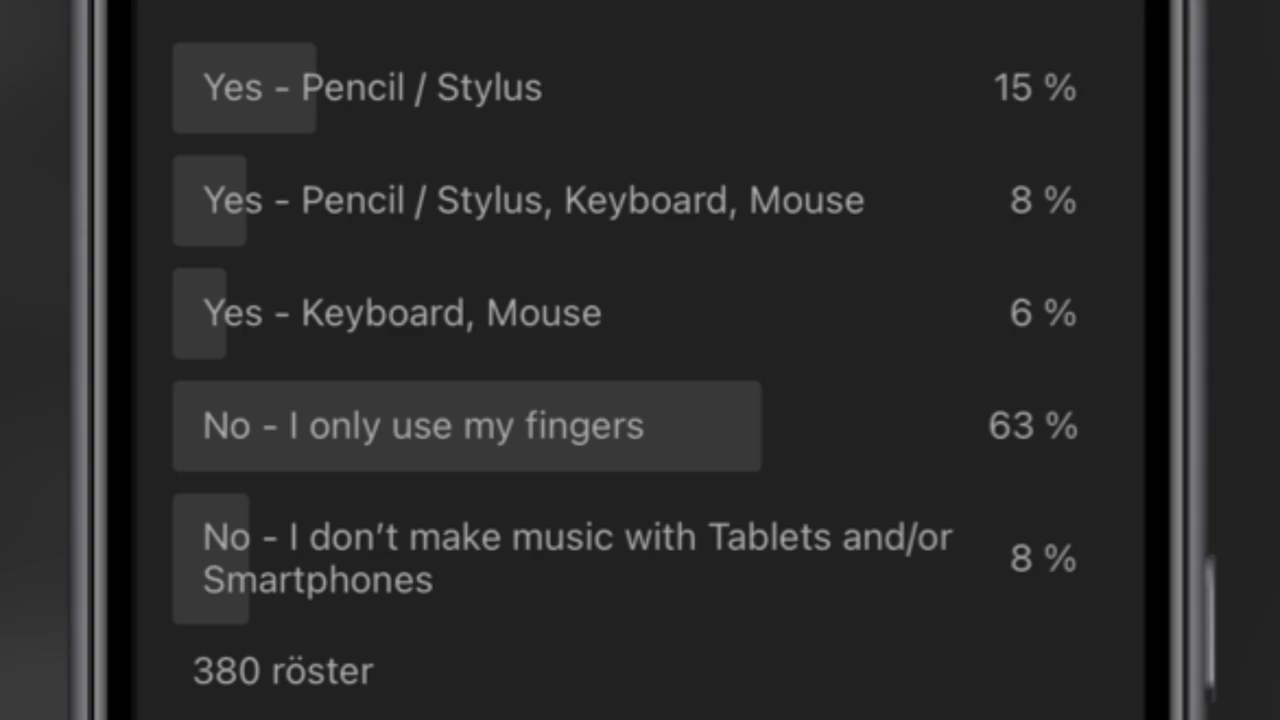 Yes - Pencil / Stylus 15 %
Yes - Pencil / Stylus, Keyboard, Mouse 8 %
Yes - Keyboard, Mouse 6 %
No - I only use my fingers 63 %
No - I don’t make music with Tablets and/or
Smartphones 8 %
380 röster